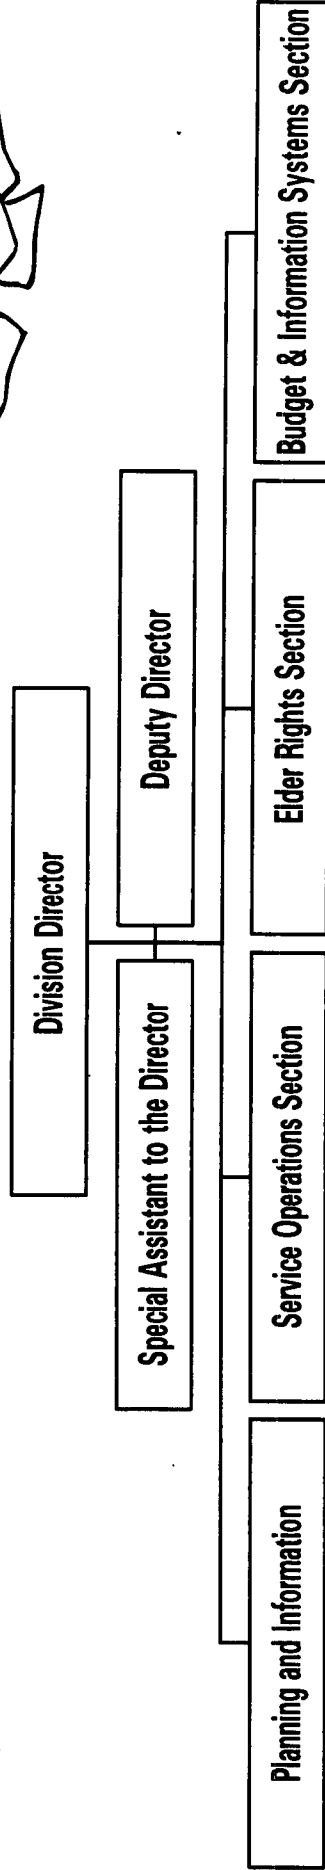 Division Director
Special Assistant to the Director
Deputy Director
Planning and Information
Service Operations Section
Elder Rights Section
Budget & Information Systems Section